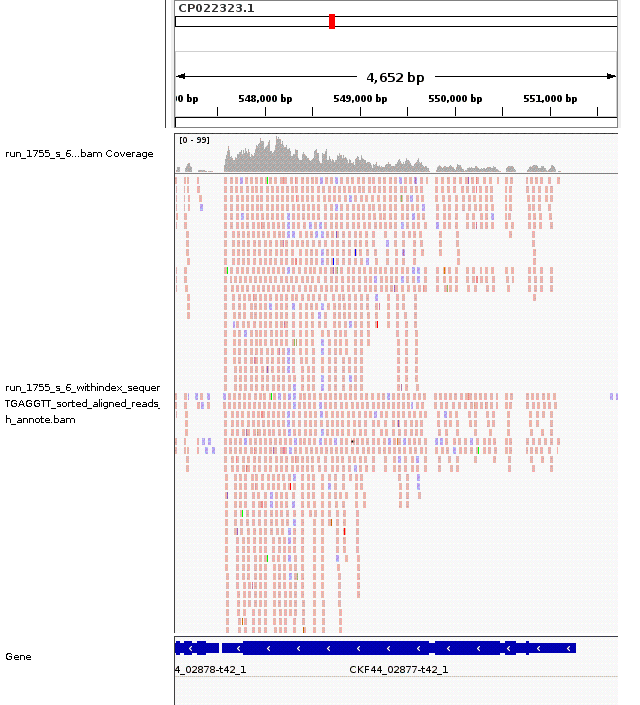 CP022323.1
4,652 bp
00 bp 548,000 bp 549,000 bp 550,000 bp 551,000 bp
[0 - 99]
run_1755_s_6...bam Coverage
run_1755_s_6_withindex_sequer
TGAGGTT_sorted_aligned_reads_
h_annote.bam
Gene
4_02878-t42_1 CKF44_02877-t42_1